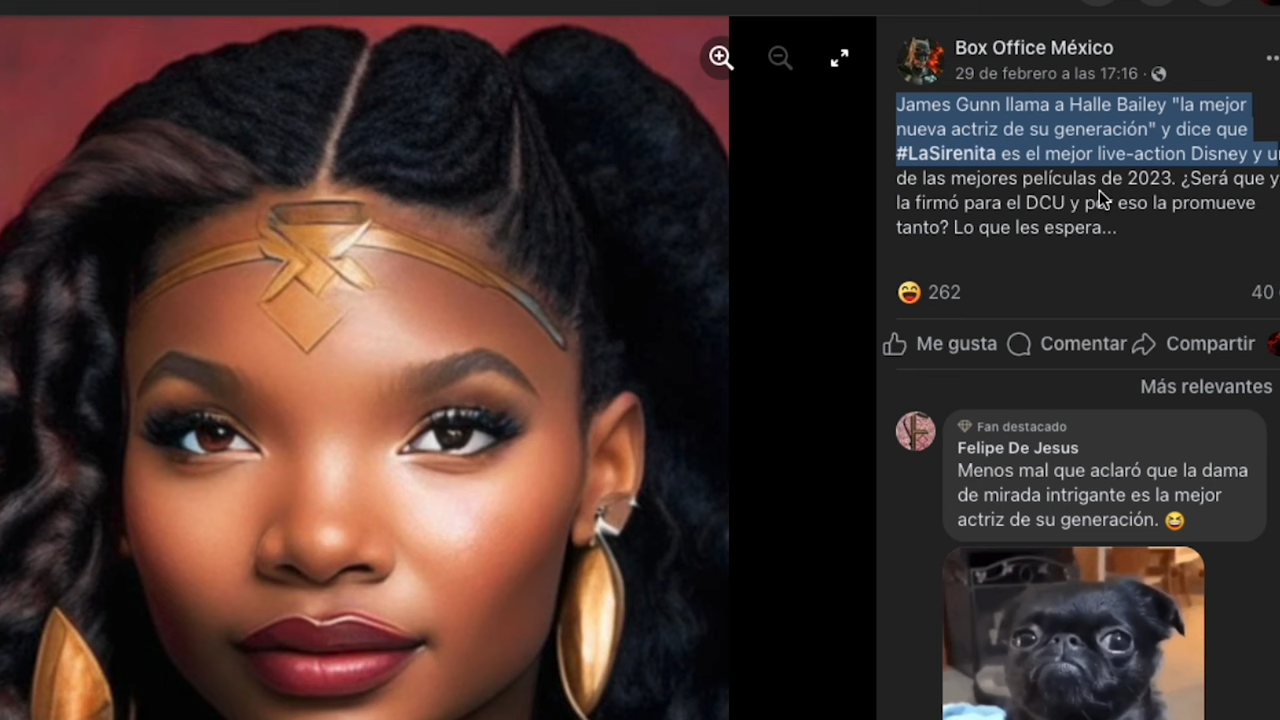 Box Office México
29 de febrero a las 17:16
James Gunn llama a Halle Bailey "la mejor
nueva actriz de su generación" y dice que
#LaSirenita es el mejor live-action Disney y
de las mejores películas de 2023. ¿Será que
la firmó para el DCU y por eso la promueve
tanto? Lo que les espera...
262
40
Me gusta Comentar Compartir
Más relevantes
Fan destacado
Felipe De Jesus
Menos mal que aclaró que la dama
de mirada intrigante es la mejor
actriz de su generación.